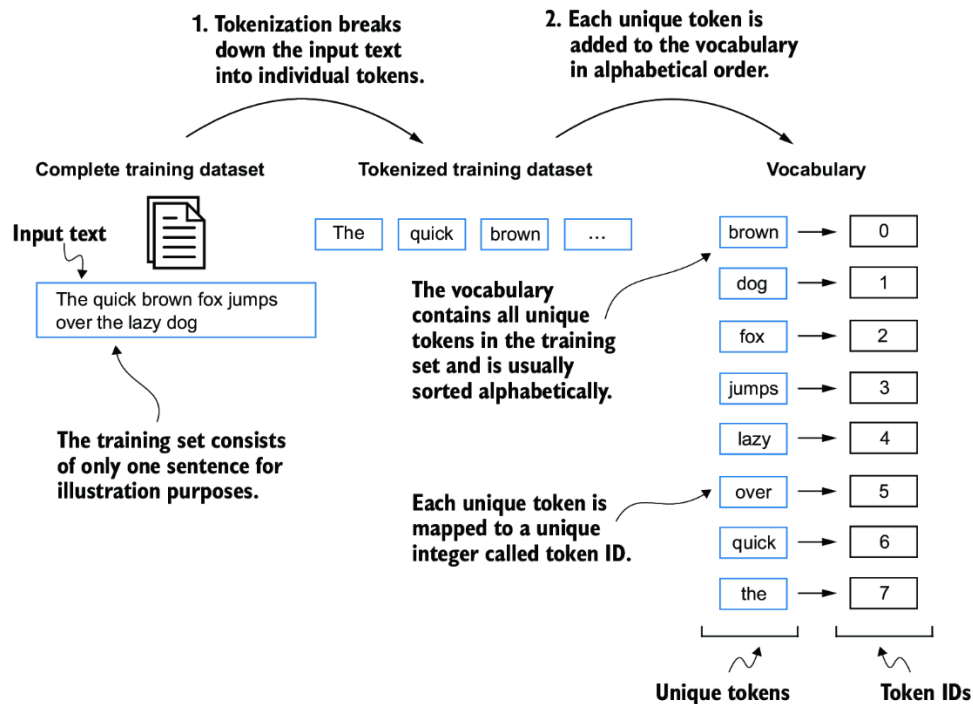 1. Tokenization breaks
down the input text
into individual tokens.
2. Each unique token is
added to the vocabulary
in alphabetical order.
Complete training dataset
Tokenized training dataset
Vocabulary
Input text
The quick brown fox jumps
over the lazy dog
The training set consists
of only one sentence for
illustration purposes.
The
quick
brown
...
The vocabulary
contains all unique
tokens in the training
set and is usually
sorted alphabetically.
Each unique token is
mapped to a unique
integer called token ID.
brown 0
dog 1
fox 2
jumps 3
lazy 4
over 5
quick 6
the 7
Unique tokens
Token IDs